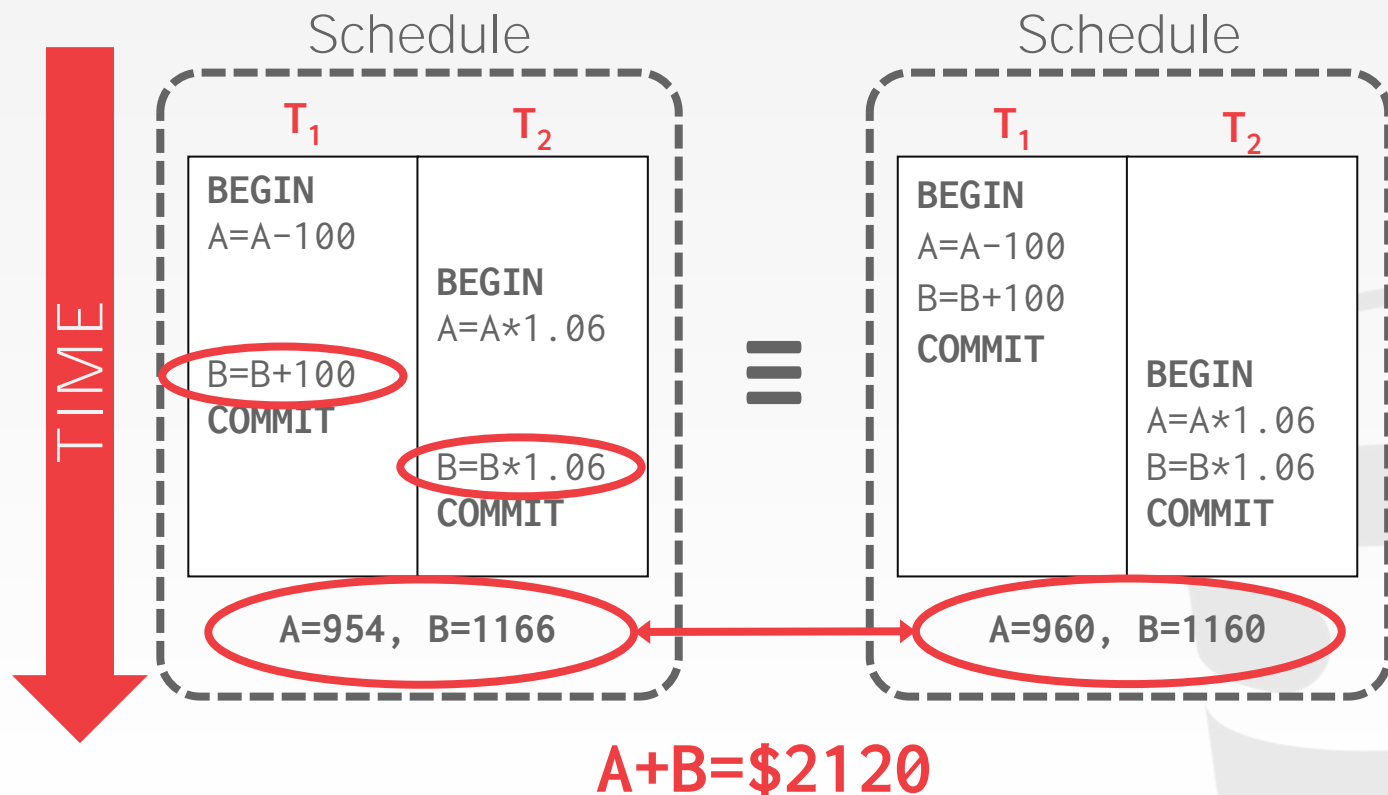 Schedule
T₁ T₂
BEGIN
A=A-100
BEGIN
A=A*1.06
B=B+100
COMMIT
B=B*1.06
COMMIT
A=954, B=1166
TIME
≡
Schedule
T₁ T₂
BEGIN
A=A-100
B=B+100
COMMIT
BEGIN
A=A*1.06
B=B*1.06
COMMIT
A=960, B=1160
A+B=$2120